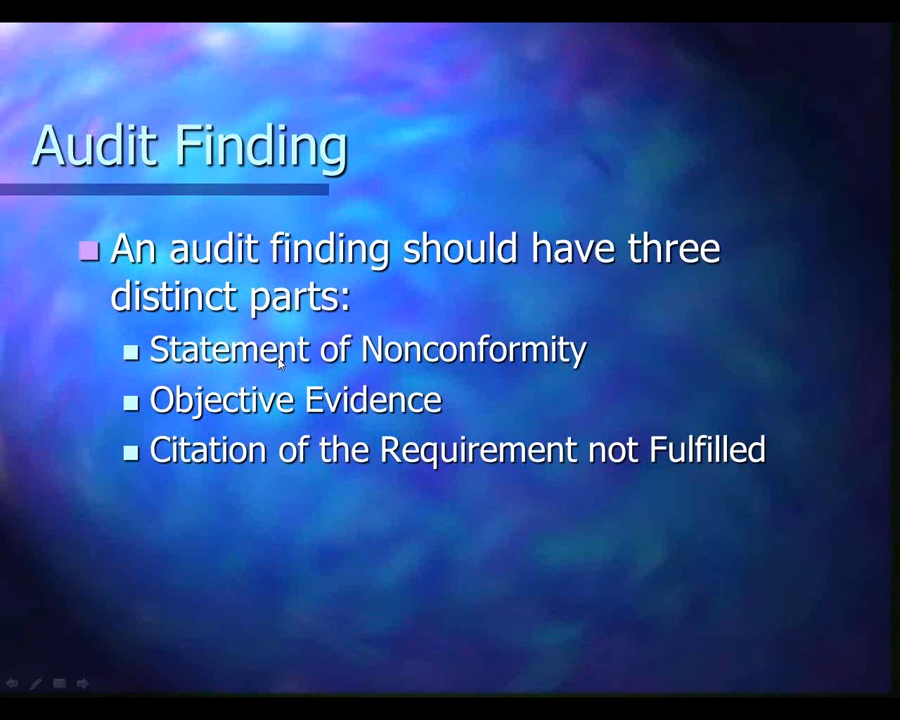 Audit Finding
An audit finding should have three
distinct parts:
Statement of Nonconformity
Objective Evidence
Citation of the Requirement not Fulfilled